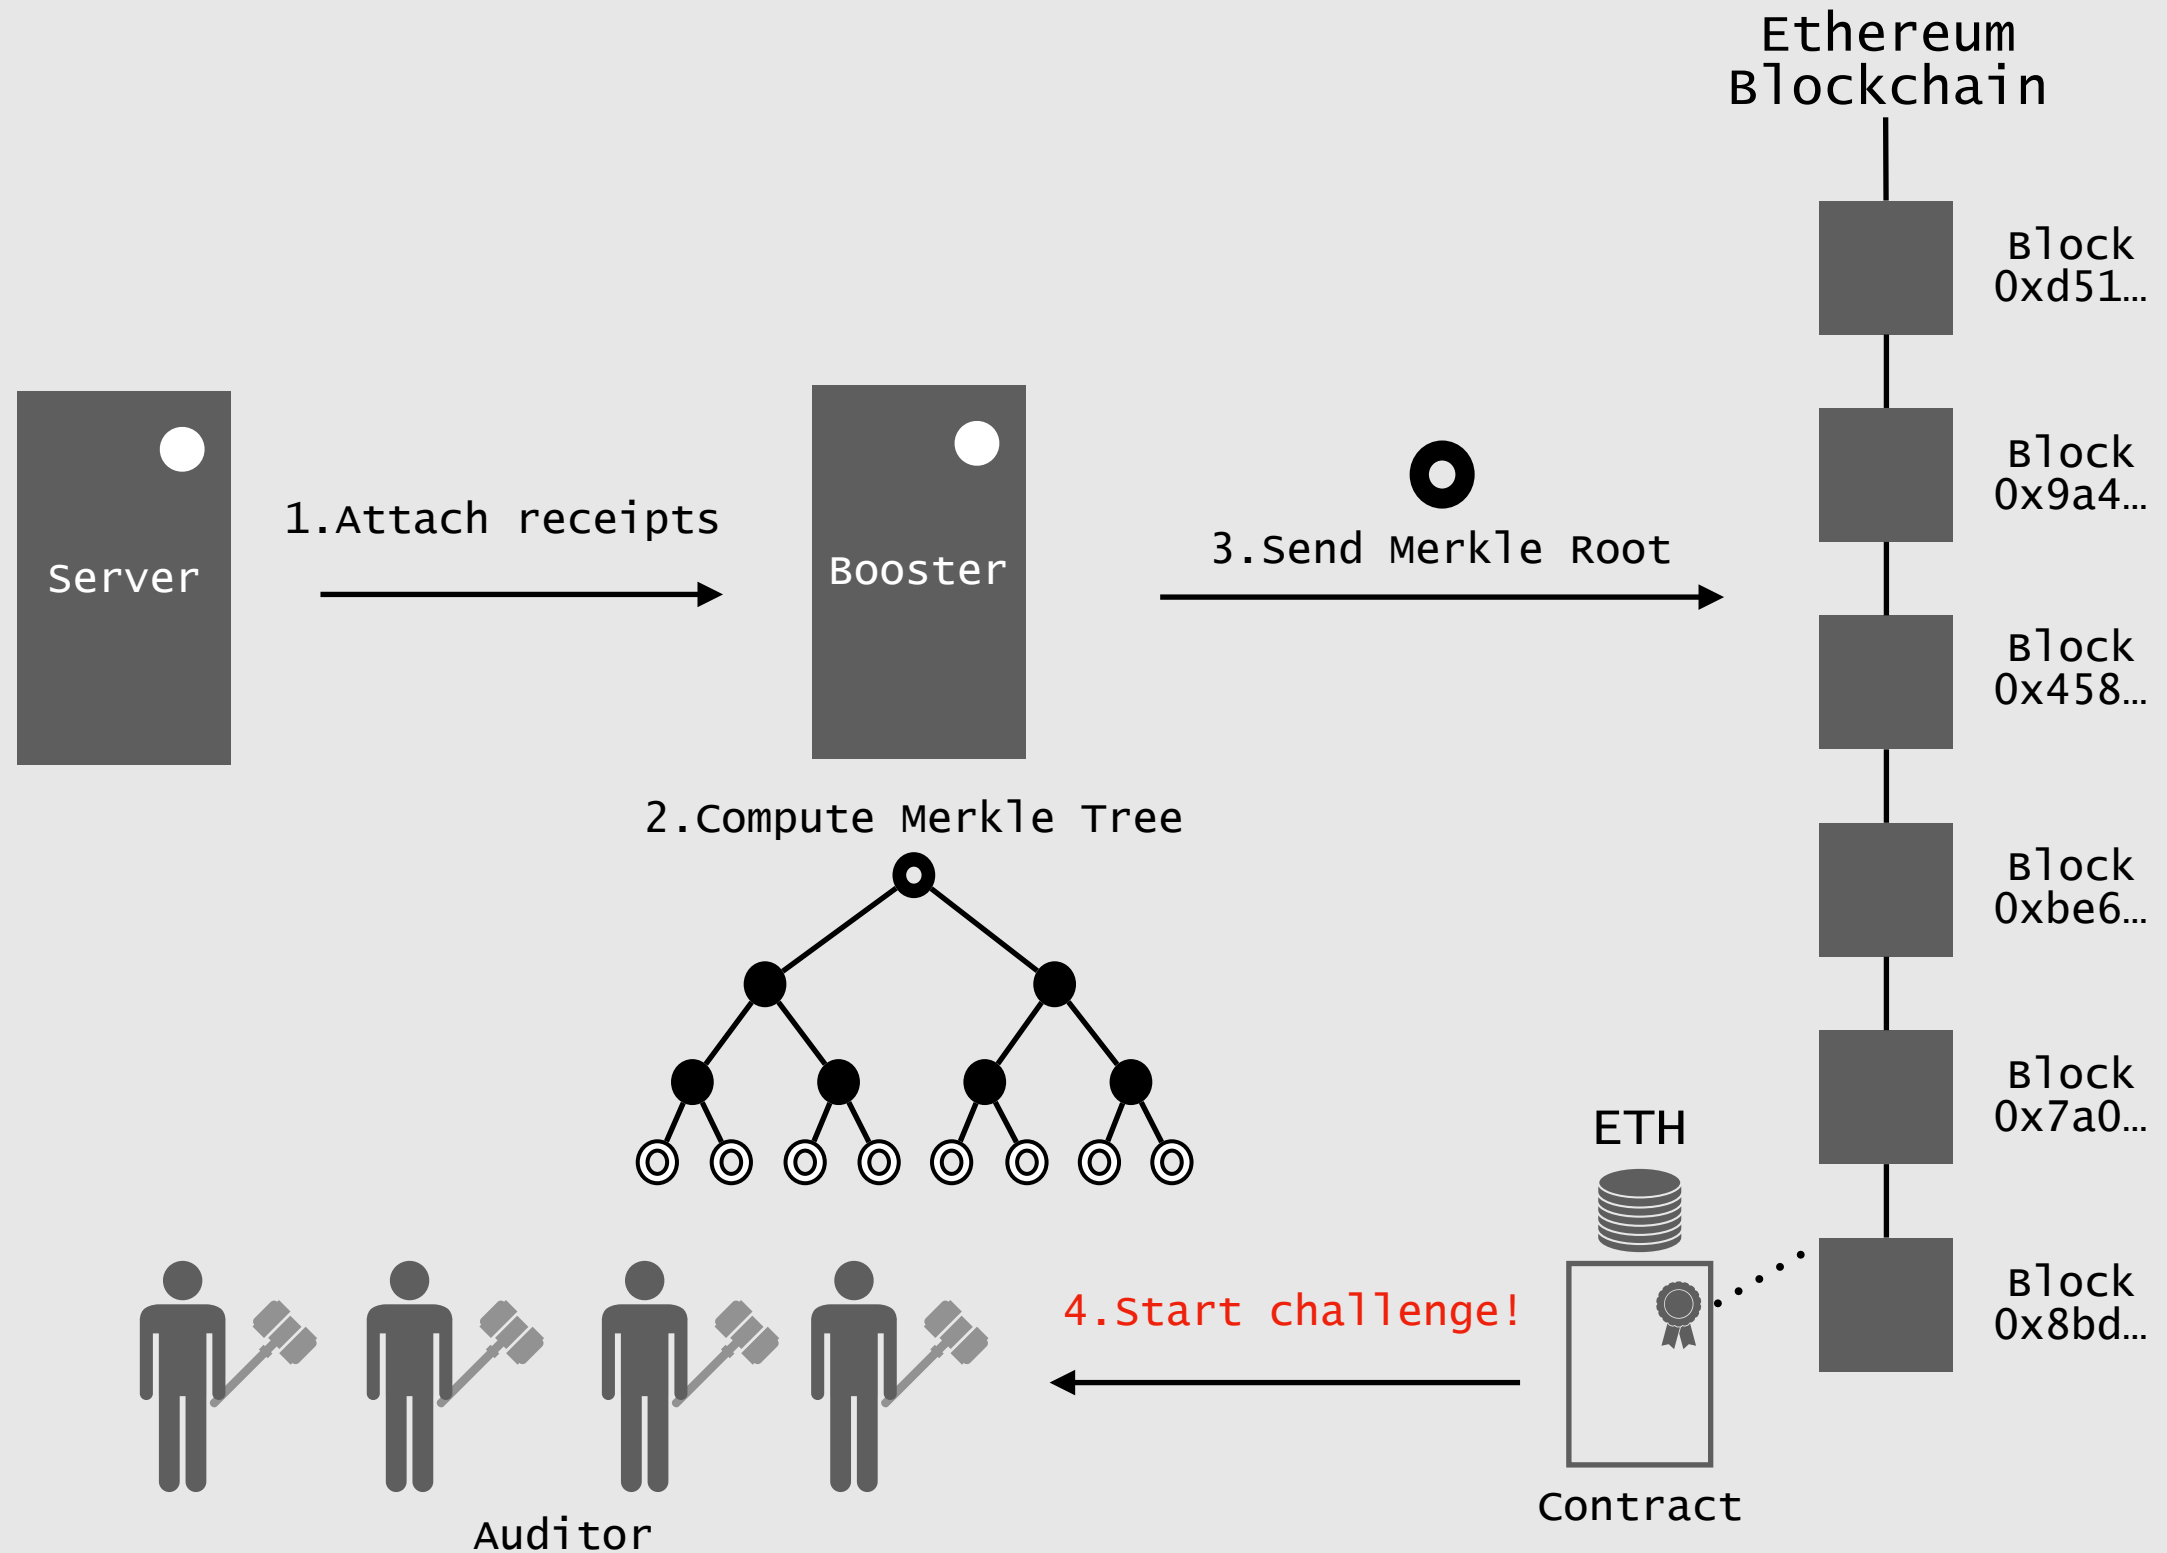 Ethereum
Blockchain
Block
0xd51…
Block
0x9a4…
Server
1.Attach receipts
Booster
3.Send Merkle Root
Block
0x458…
2.Compute Merkle Tree
Block
0xbe6…
Block
0x7a0…
ETH
4.Start challenge!
Block
0x8bd…
Contract
Auditor